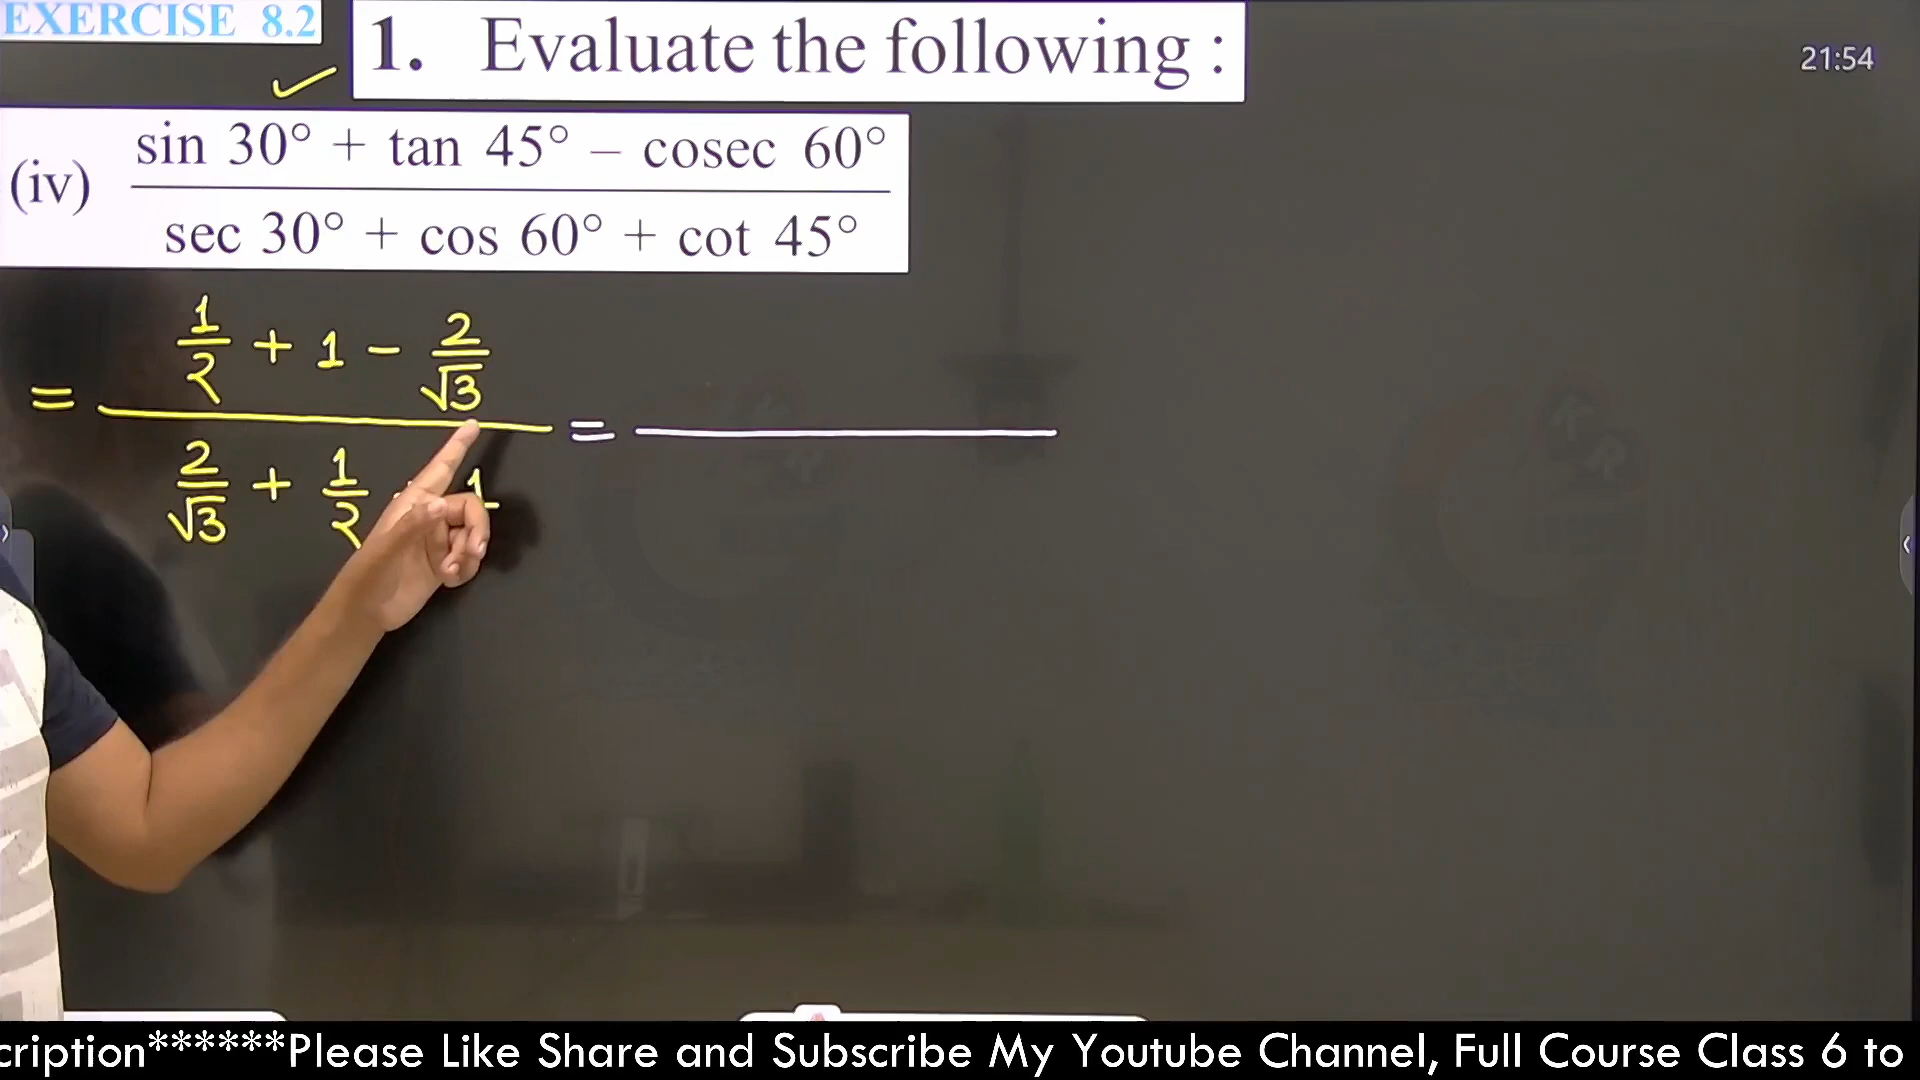 EXERCISE 8.2
1. Evaluate the following :
21:54
(iv) sin 30° + tan 45° – cosec 60°
sec 30° + cos 60° + cot 45°
= 1/2 + 1 - 2/√3
2/√3 + 1/2 + 1
=
cription******Please Like Share and Subscribe My Youtube Channel, Full Course Class 6 to